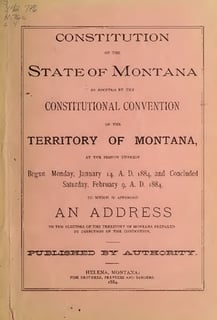 CONSTITUTION
OF THE
STATE OF MONTANA
AS ADOPTED BY THE
CONSTITUTIONAL CONVENTION
OF THE
TERRITORY OF MONTANA,
AT THE SESSION THEREOF
Begun Monday, January 14, A. D. 1884, and Concluded
Saturday, February 9, A. D. 1884.
TO WHICH IS APPENDED
AN ADDRESS
TO THE ELECTORS OF THE TERRITORY OF MONTANA PREPARED
BY DIRECTION OF THE CONVENTION.
PUBLISHED BY AUTHORITY.
HELENA, MONTANA:
FISK BROTHERS, PRINTERS AND BINDERS.
1884.